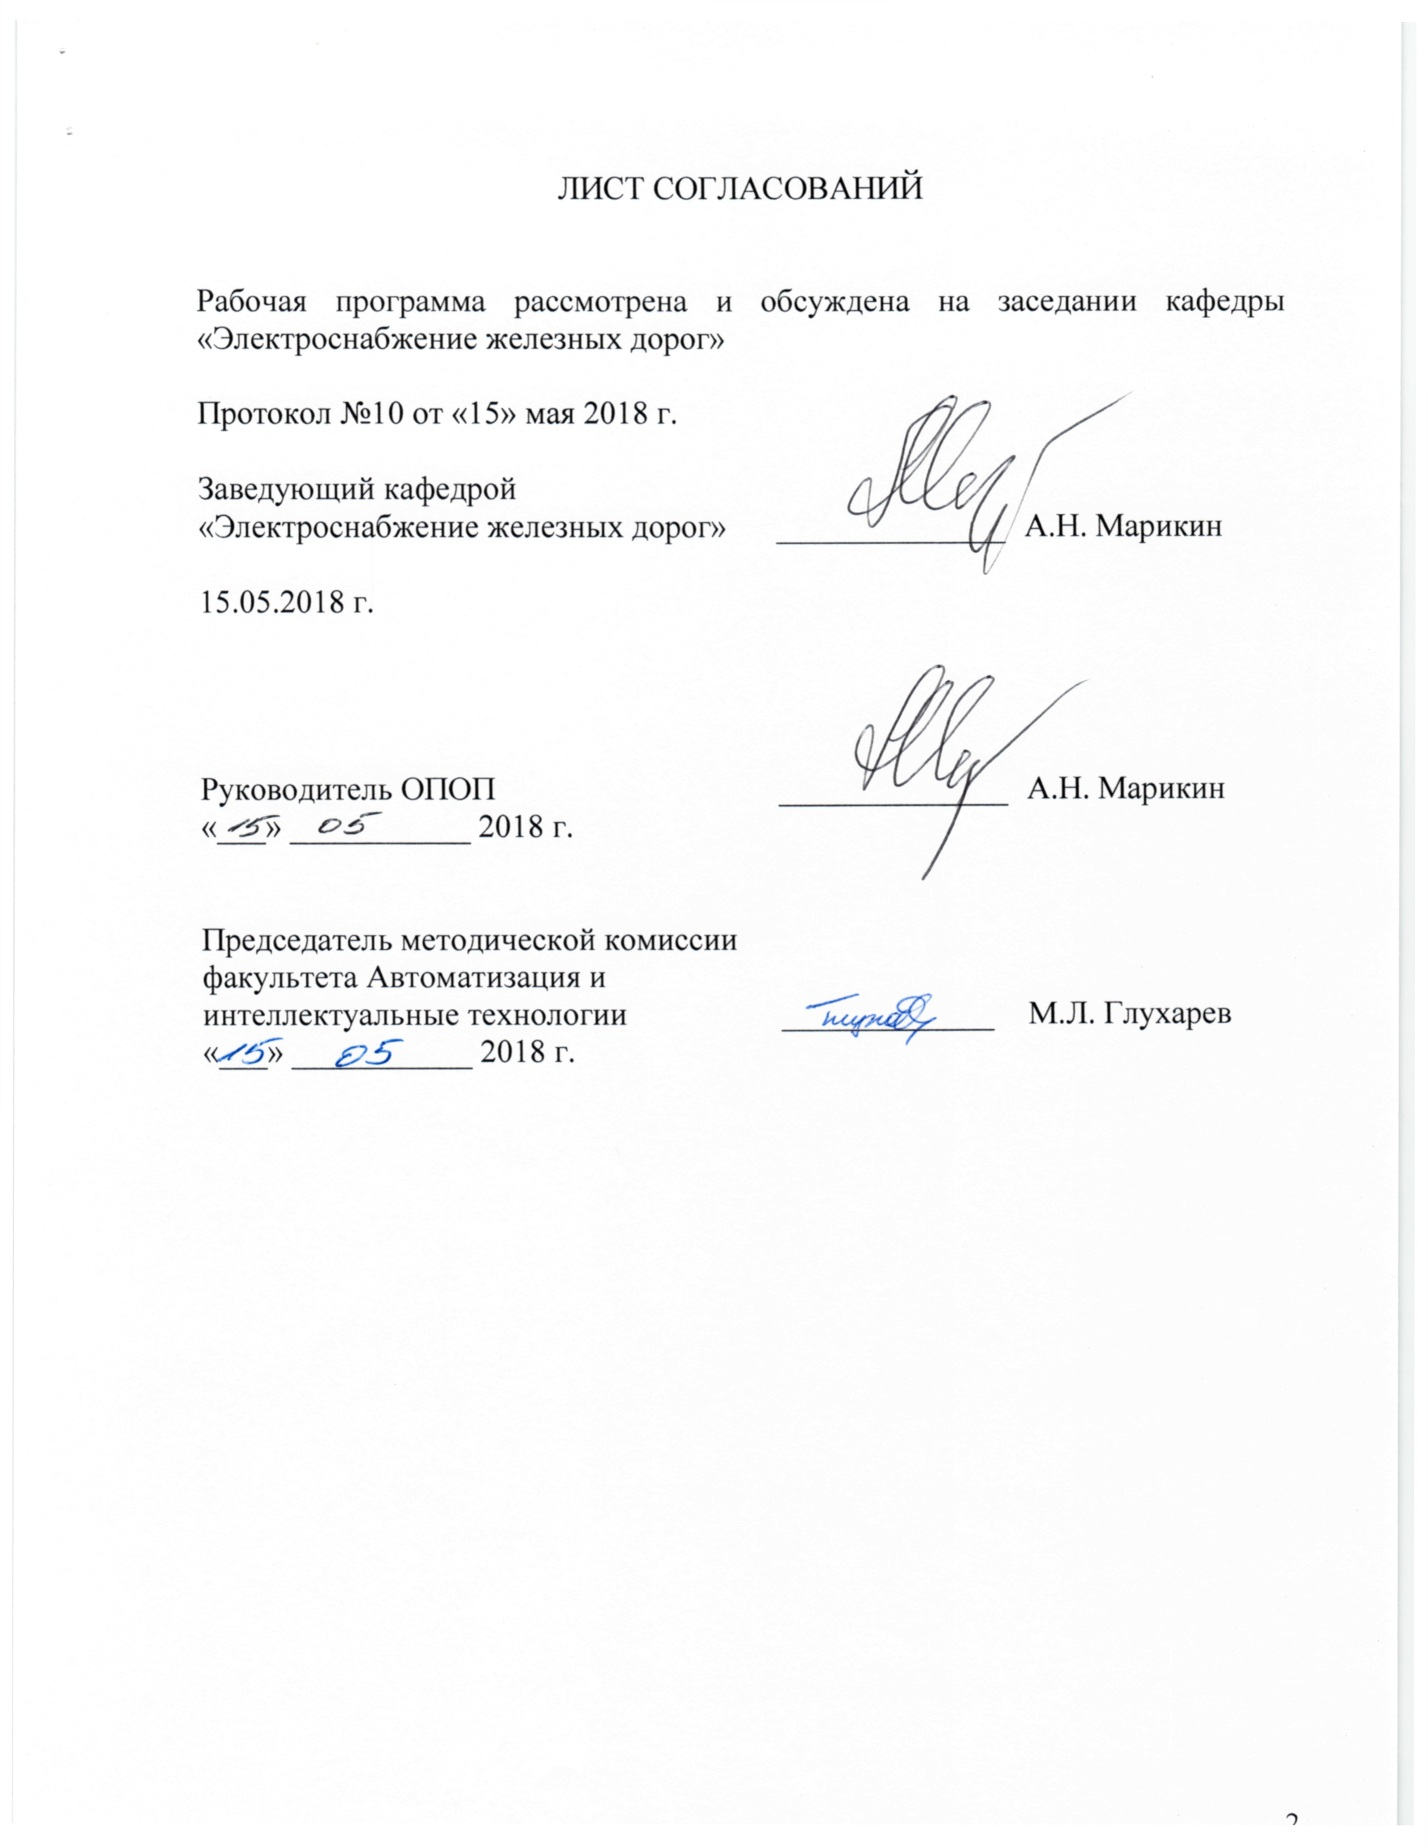 ЛИСТ СОГЛАСОВАНИЙ
Рабочая программа рассмотрена и обсуждена на заседании кафедры
«Электроснабжение железных дорог»
Протокол №10 от «15» мая 2018 г.
Заведующий кафедрой
«Электроснабжение железных дорог» А.Н. Марикин
15.05.2018 г.
Руководитель ОПОП А.Н. Марикин
«15» 05 2018 г.
Председатель методической комиссии
факультета Автоматизация и
интеллектуальные технологии М.Л. Глухарев
«15» 05 2018 г.
2